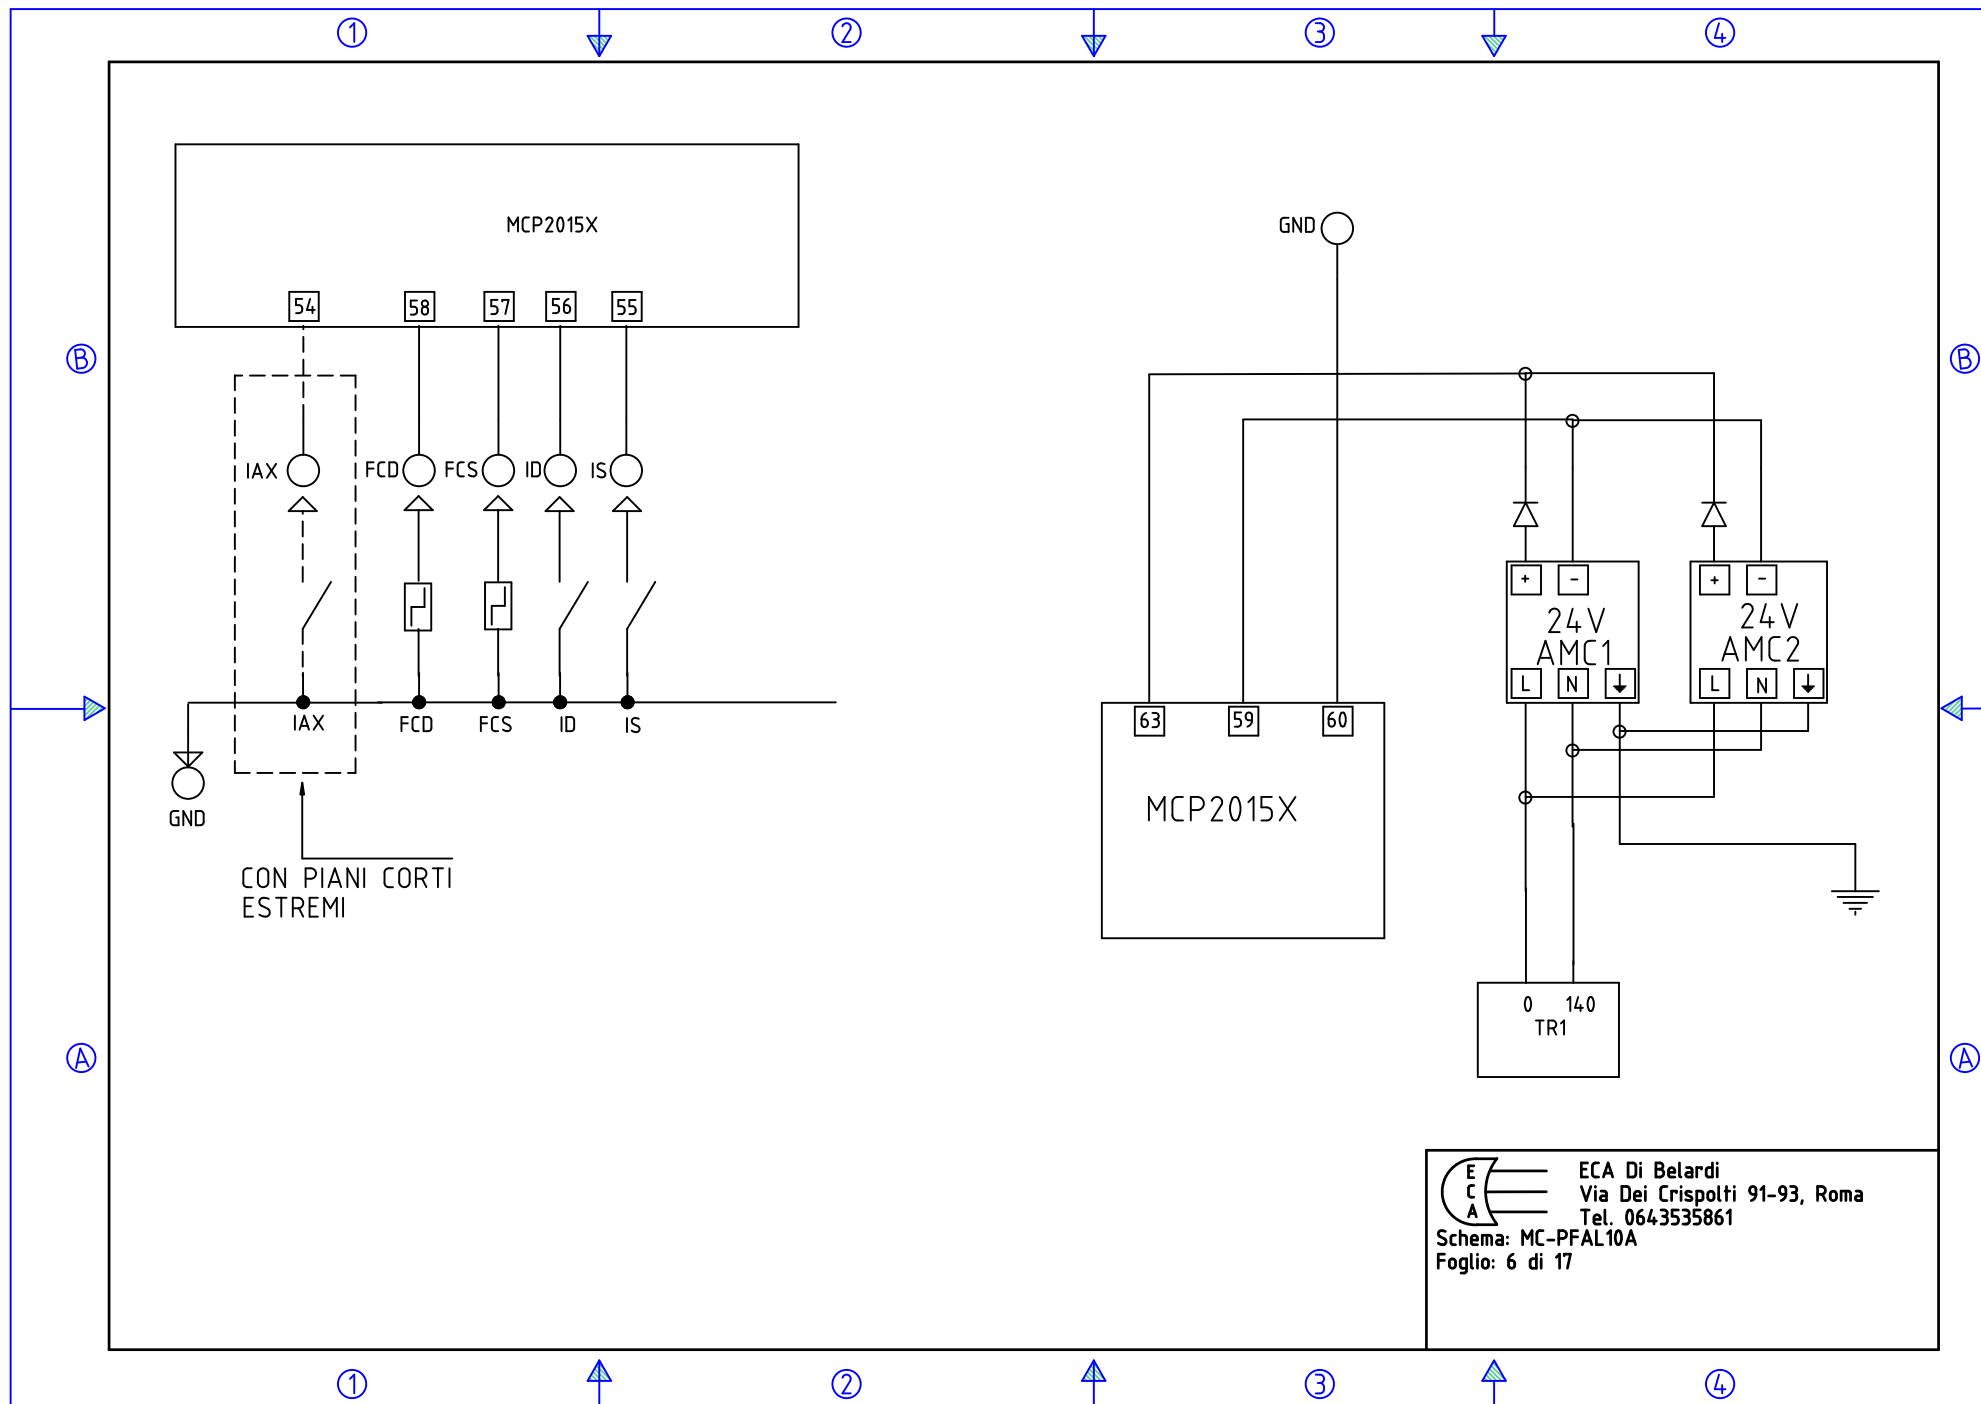 1 2 3 4
MCP2015X
54 58 57 56 55
GND
B B
IAX FCD FCS ID IS
+ - + -
24V
AMC1
24V
AMC2
L N L N
IAX FCD FCS ID IS
GND
63 59 60
MCP2015X
CON PIANI CORTI
ESTREMI
0 140
TR1
A A
E
C
A
ECA Di Belardi
Via Dei Crispolti 91-93, Roma
Tel. 0643535861
Schema: MC-PFAL10A
Foglio: 6 di 17
1 2 3 4